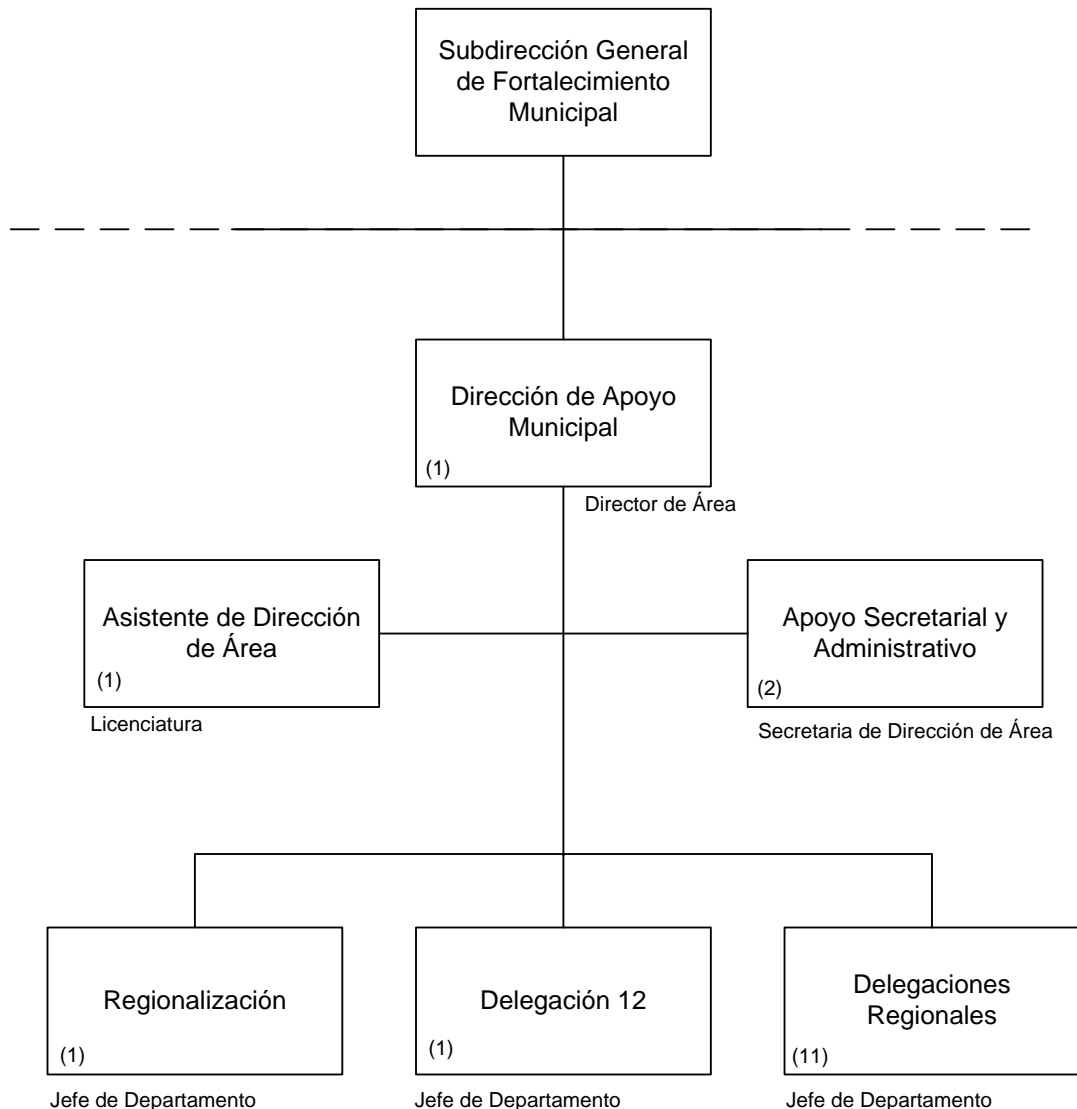 Subdirección General
de Fortalecimiento
Municipal
Dirección de Apoyo
Municipal
(1)
Director de Área
Asistente de Dirección
de Área
(1)
Licenciatura
Apoyo Secretarial y
Administrativo
(2)
Secretaria de Dirección de Área
Regionalización
(1)
Jefe de Departamento
Delegación 12
(1)
Jefe de Departamento
Delegaciones
Regionales
(11)
Jefe de Departamento